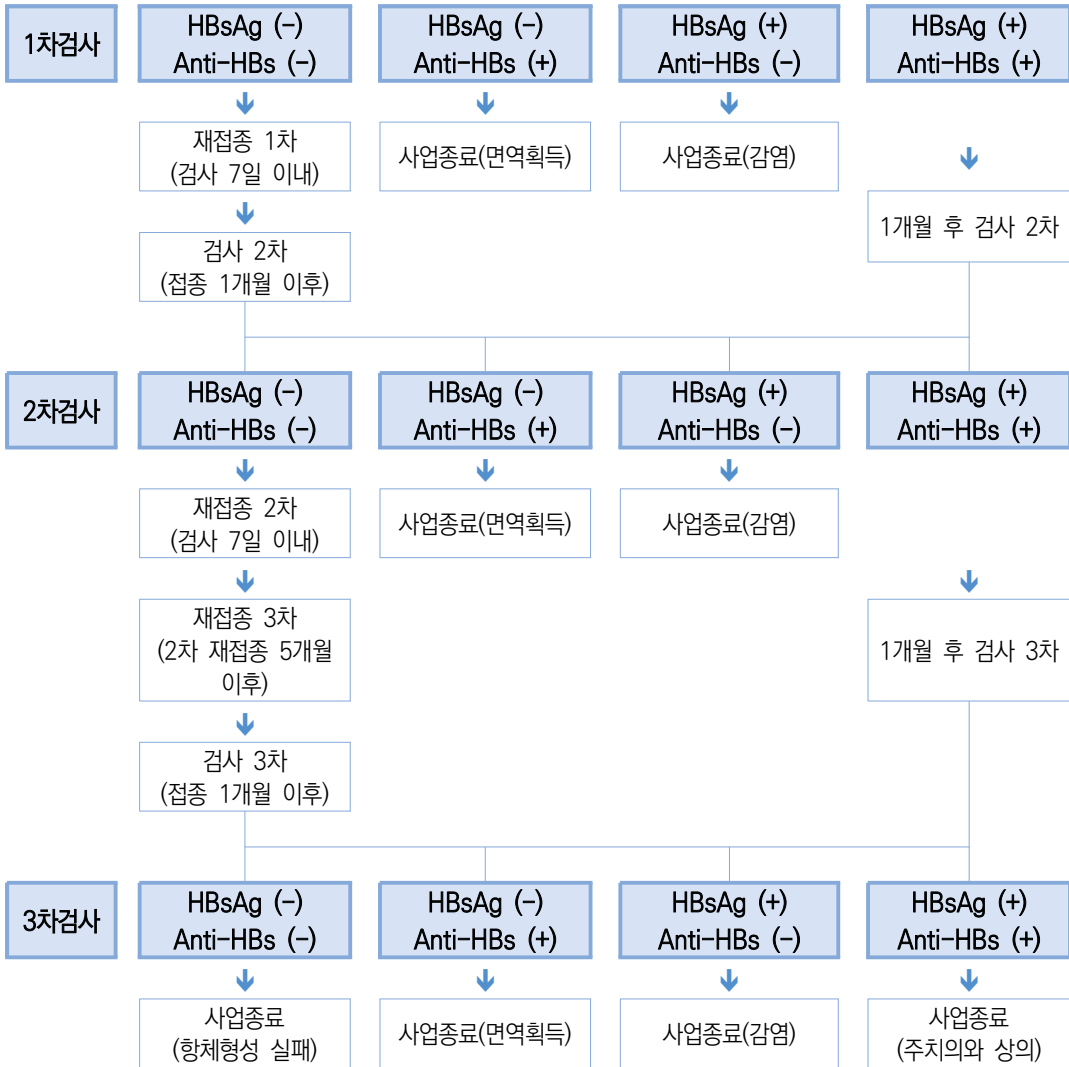 1차검사
HBsAg (-)
Anti-HBs (-)
HBsAg (-)
Anti-HBs (+)
HBsAg (+)
Anti-HBs (-)
HBsAg (+)
Anti-HBs (+)
재접종 1차
(검사 7일 이내)
사업종료(면역획득)
사업종료(감염)
검사 2차
(접종 1개월 이후)
1개월 후 검사 2차
2차검사
HBsAg (-)
Anti-HBs (-)
HBsAg (-)
Anti-HBs (+)
HBsAg (+)
Anti-HBs (-)
HBsAg (+)
Anti-HBs (+)
재접종 2차
(검사 7일 이내)
사업종료(면역획득)
사업종료(감염)
재접종 3차
(2차 재접종 5개월
이후)
1개월 후 검사 3차
검사 3차
(접종 1개월 이후)
3차검사
HBsAg (-)
Anti-HBs (-)
HBsAg (-)
Anti-HBs (+)
HBsAg (+)
Anti-HBs (-)
HBsAg (+)
Anti-HBs (+)
사업종료
(항체형성 실패)
사업종료(면역획득)
사업종료(감염)
사업종료
(주치의와 상의)